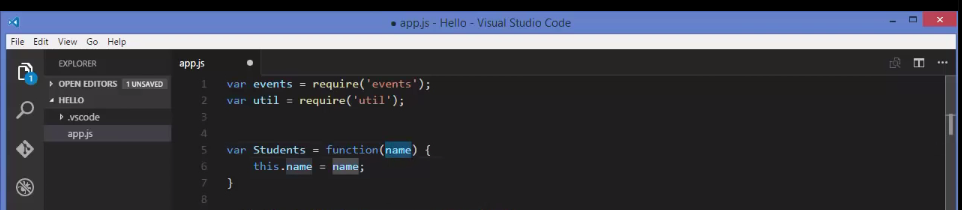 ● app.js - Hello - Visual Studio Code
File Edit View Go Help
EXPLORER
OPEN EDITORS 1 UNSAVED
HELLO
.vscode
app.js
1
app.js ●
1 var events = require('events');
2 var util = require('util');
3
4
5 var Students = function(name) {
6 this.name = name;
7 }
8